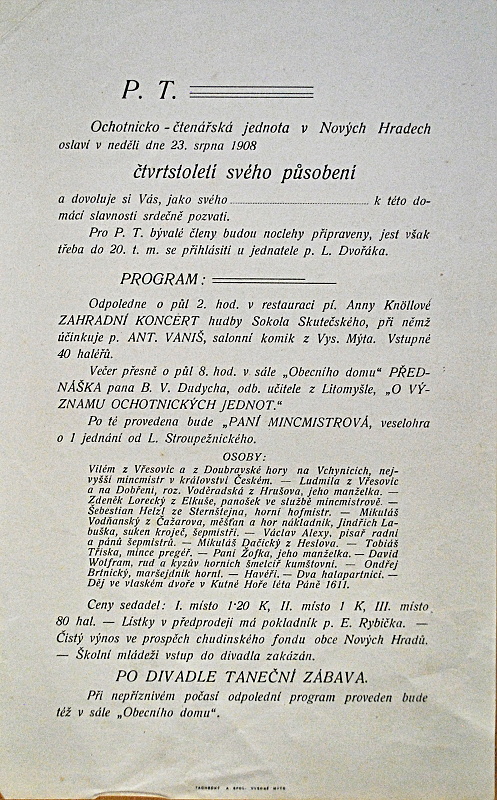 P. T.
Ochotnicko-čtenářská jednota v Nových Hradech
oslaví v neděli dne 23. srpna 1908
čtvrtstoletí svého působení
a dovoluje si Vás, jako svého ........ k této do-
mácí slavnosti srdečně pozvati.
Pro P. T. bývalé členy budou noclehy připraveny, jest však
třeba do 20. t. m. se přihlásiti u jednatele p. L. Dvořáka.
PROGRAM:
Odpoledne o půl 2. hod. v restauraci pí. Anny Knöllové
ZAHRADNÍ KONCERT hudby Sokola Skutečského, při němž
účinkuje p. ANT. VANIŠ, salonní komik z Vys. Mýta. Vstupné
40 haléřů.
Večer přesně o půl 8. hod. v sále „Obecního domu“ PŘED-
NÁŠKA pana B. V. Dudycha, odb. učitele z Litomyšle, „O VÝ-
ZNAMU OCHOTNICKÝCH JEDNOT.“
Po té provedena bude „PANÍ MINCMISTROVÁ, veselohra
o 1 jednání od L. Stroupežnického.
OSOBY:
Vilém z Vřesovic a z Doubravské hory na Vchynicích, nej-
vyšší mincmistr v království Českém. — Ludmila z Vřesovic
a na Dobřeni, roz. Voděradská z Hrušova, jeho manželka. —
Zdeněk Lorecký z Elkuše, panošek ve službě mincmistrově. —
Šebestian Helzl ze Sternštejna, horní hofmistr. — Mikuláš
Vodňanský z Čažarova, měšťan a hor nákladník, Jindřich La-
buška, suken kroječ, šepmistři. — Václav Alexy, písař radní
a pánů šepmistrů. — Mikuláš Dačický z Heslova. — Tobiáš
Tříska, mince pregéř. — Paní Žofka, jeho manželka. — David
Wolfram, rud a kyzův horních šmelcíř kumštovní. — Ondřej
Brtnický, maršejdník horní. — Havéři. — Dva halapartníci. —
Děj ve vlaském dvoře v Kutné Hoře léta Páně 1611.
Ceny sedadel: I. místo 1·20 K, II. místo 1 K, III. místo
80 hal. — Lístky v předprodeji má pokladník p. E. Rybička. —
Čistý výnos ve prospěch chudinského fondu obce Nových Hradů.
— Školní mládeži vstup do divadla zakázán.
PO DIVADLE TANEČNÍ ZÁBAVA.
Při nepříznivém počasí odpolední program proveden bude
též v sále „Obecního domu“.
A SPOL. VYSOKÉ MÝTO